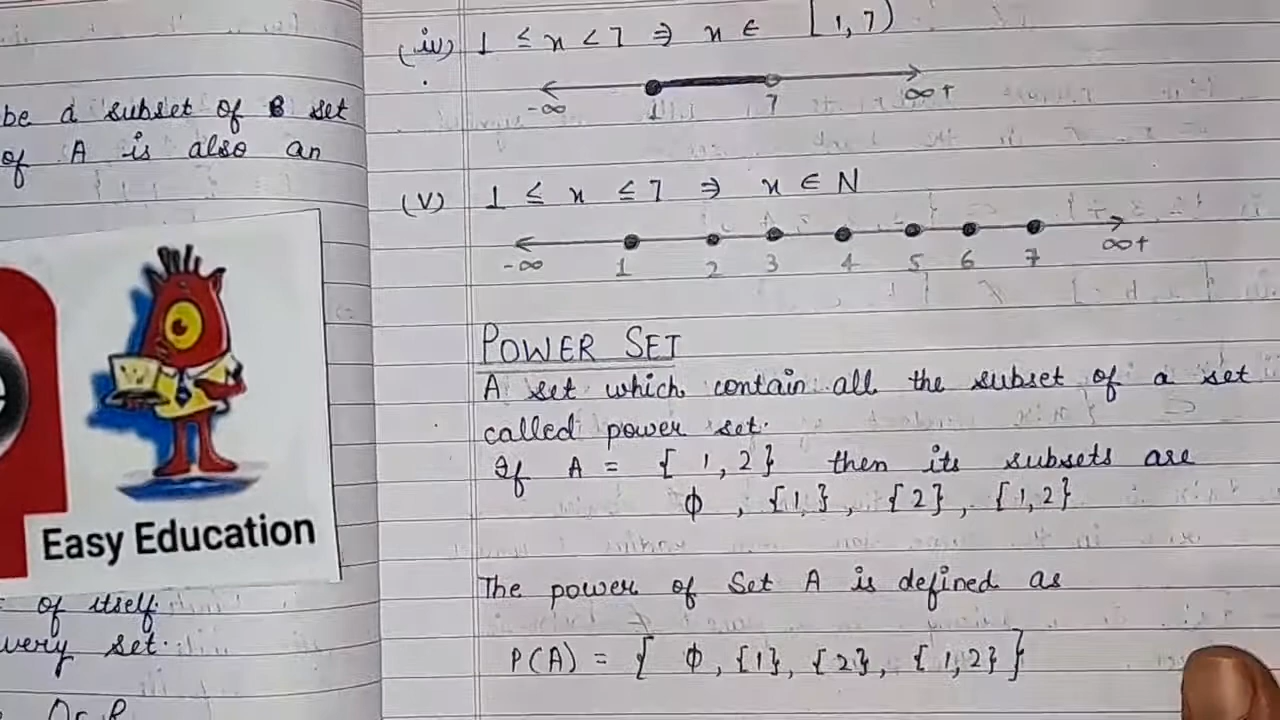 be a subset of B set
of A is also an
Easy Education
of itself.
very set.
(iv) 1 ≤ x < 7 ⇒ x ∈ [1, 7)
-∞ 1 7 ∞+
(v) 1 ≤ x ≤ 7 ⇒ x ∈ N
-∞ 1 2 3 4 5 6 7 ∞+
POWER SET
A set which contain all the subset of a set
called power set.
If A = { 1, 2 } then its subsets are
ϕ , {1} , {2} , {1,2}
The power of Set A is defined as
P(A) = { ϕ , {1}, {2}, {1,2} }